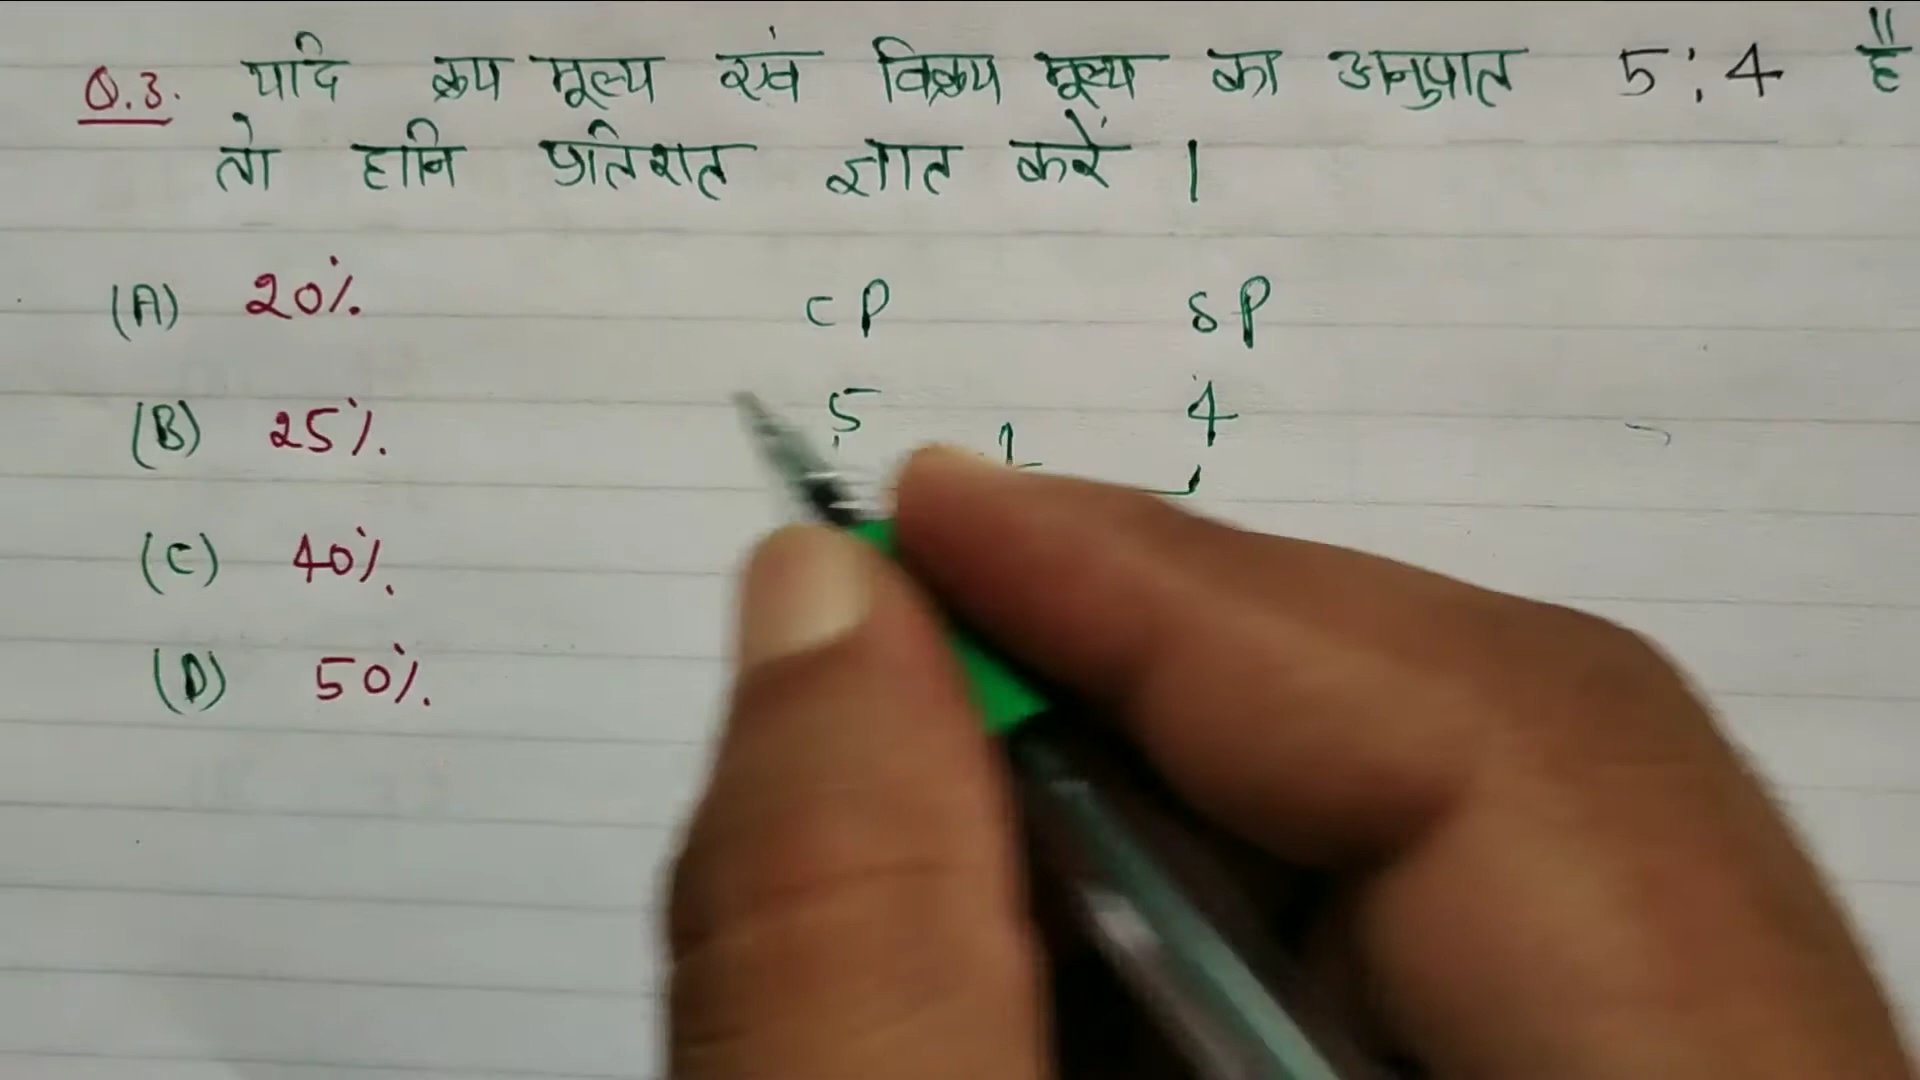 Q.3. यदि क्रय मूल्य एवं विक्रय मूल्य का अनुपात 5:4 है
तो हानि प्रतिशत ज्ञात करें ।
(A) 20%
CP SP
5 4
1
(B) 25%.
(C) 40%.
(D) 50%.